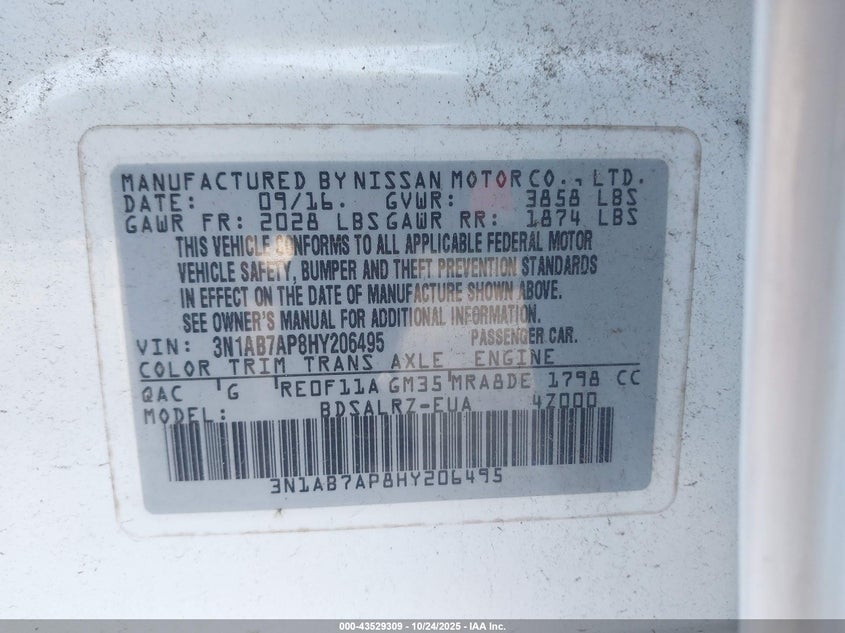 MANUFACTURED BY NISSAN MOTOR CO., LTD.
DATE: 09/16. GVWR: 3858 LBS
GAWR FR: 2028 LBS GAWR RR: 1874 LBS
THIS VEHICLE CONFORMS TO ALL APPLICABLE FEDERAL MOTOR
VEHICLE SAFETY, BUMPER AND THEFT PREVENTION STANDARDS
IN EFFECT ON THE DATE OF MANUFACTURE SHOWN ABOVE.
SEE OWNER'S MANUAL FOR ADDITIONAL INFORMATION.
VIN: 3N1AB7AP8HY206495 PASSENGER CAR.
COLOR TRIM TRANS AXLE ENGINE
QAC G RE0F11A GM35 MRA8DE 1798 CC
MODEL: BDSALRZ-EUA 4Z000
3N1AB7AP8HY206495
000-43529309 - 10/24/2025 - IAA Inc.